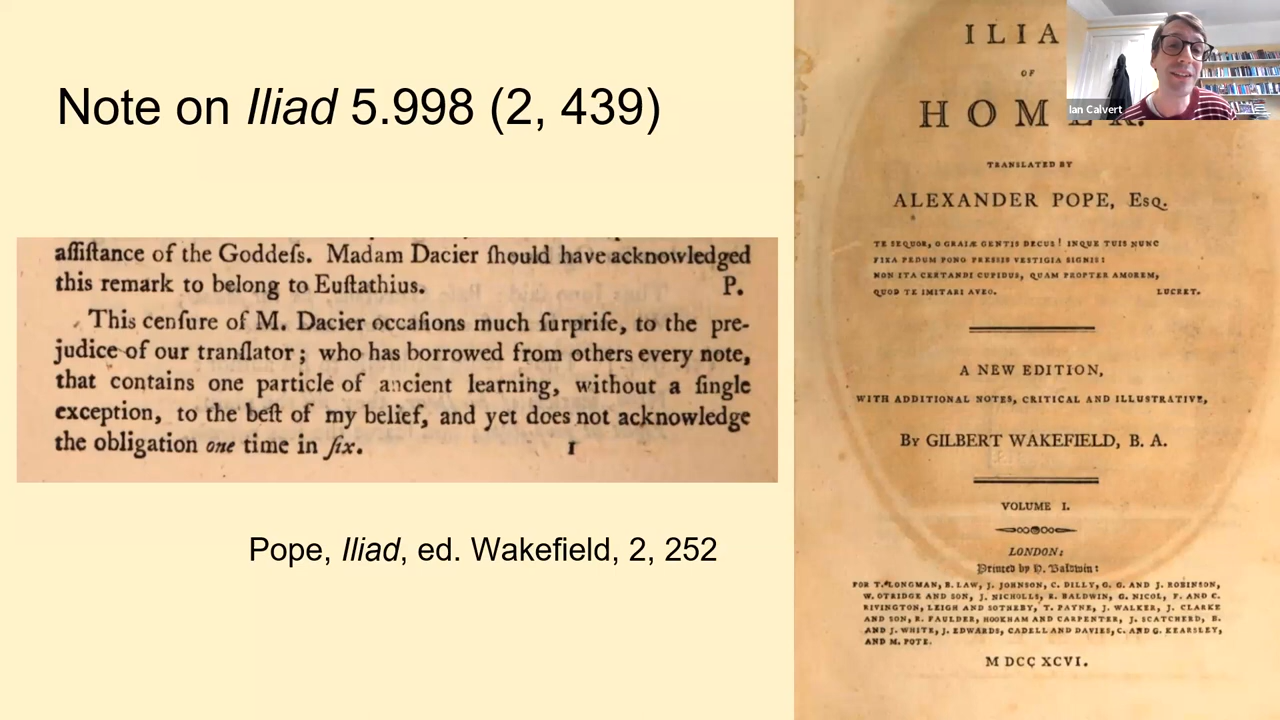 Note on Iliad 5.998 (2, 439)
aſſiſtance of the Goddeſs. Madam Dacier ſhould have acknowledged
this remark to belong to Euſtathius. P.
This cenſure of M. Dacier occaſions much ſurpriſe, to the pre-
judice of our tranſlator; who has borrowed from others every note,
that contains one particle of ancient learning, without a ſingle
exception, to the beſt of my belief, and yet does not acknowledge
the obligation one time in ſix. I
Pope, Iliad, ed. Wakefield, 2, 252
ILIA
OF
HOMER.
TRANSLATED BY
ALEXANDER POPE, Esq.
TE SEQUOR, O GRAIÆ GENTIS DECUS! INQUE TUIS NUNC
FIXA PEDUM PONO PRESSIS VESTIGIA SIGNIS:
NON ITA CERTANDI CUPIDUS, QUAM PROPTER AMOREM,
QUOD TE IMITARI AVEO. LUCRET.
A NEW EDITION,
WITH ADDITIONAL NOTES, CRITICAL AND ILLUSTRATIVE,
By GILBERT WAKEFIELD, B. A.
VOLUME I.
LONDON:
Printed by H. Baldwin:
FOR T. LONGMAN, B. LAW, J. JOHNSON, C. DILLY, G. G. AND J. ROBINSON,
W. OTRIDGE AND SON, J. NICHOLLS, R. BALDWIN, G. NICOL, F. AND C.
RIVINGTON, LEIGH AND SOTHEBY, T. PAYNE, J. WALKER, J. CLARKE
AND SON, R. FAULDER, HOOKHAM AND CARPENTER, J. SCATCHERD, B.
AND J. WHITE, J. EDWARDS, CADELL AND DAVIES, C. AND G. KEARSLEY,
AND M. POTE.
M DCC XCVI.
Ian Calvert